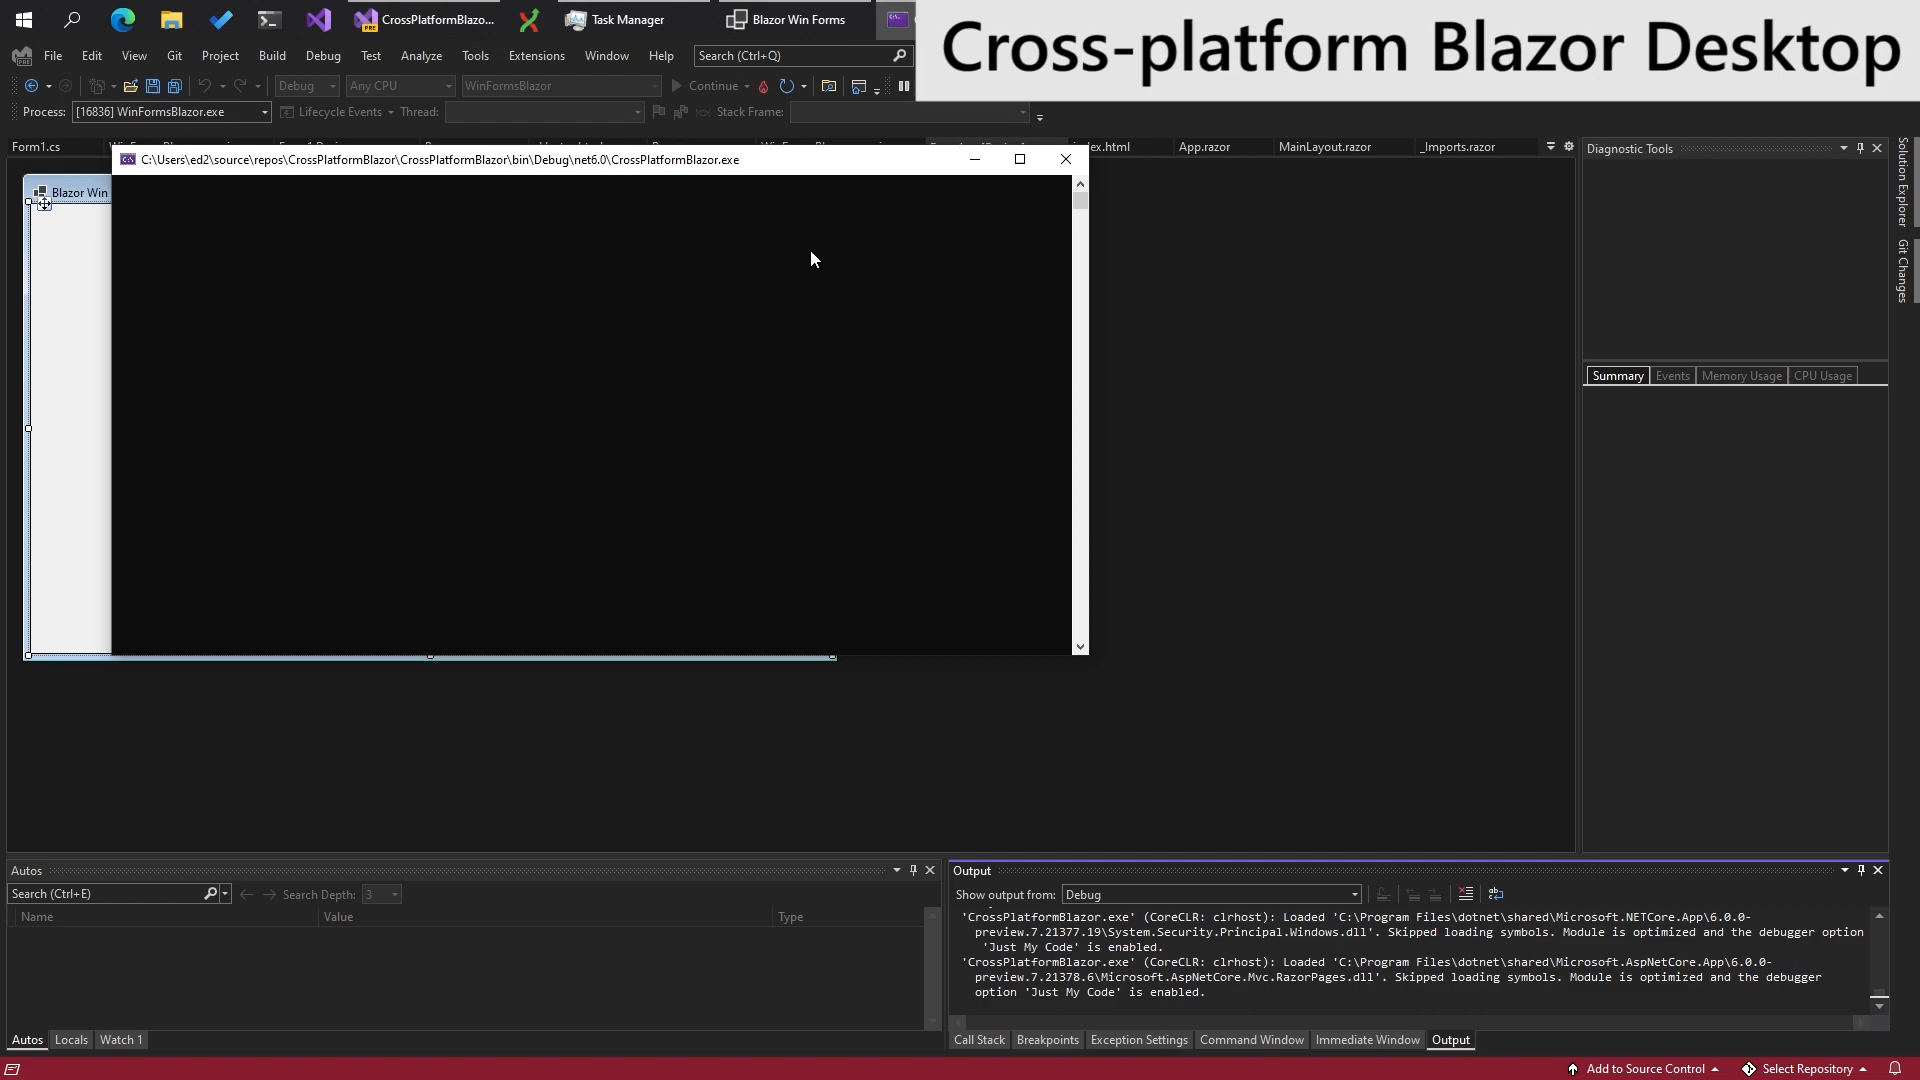 CrossPlatformBlazo...
Task Manager
Blazor Win Forms
Cross-platform Blazor Desktop
File Edit View Git Project Build Debug Test Analyze Tools Extensions Window Help Search (Ctrl+Q)
Debug Any CPU WinFormsBlazor Continue
Process: [16836] WinFormsBlazor.exe Lifecycle Events Thread: Stack Frame:
Form1.cs
App.razor MainLayout.razor _Imports.razor
Diagnostic Tools
Solution Explorer
Git Changes
C:\Users\ed2\source\repos\CrossPlatformBlazor\CrossPlatformBlazor\bin\Debug\net6.0\CrossPlatformBlazor.exe
Blazor Win
Summary Events Memory Usage CPU Usage
Autos
Search (Ctrl+E) Search Depth: 3
Name Value Type
Autos Locals Watch 1
Output
Show output from: Debug
'CrossPlatformBlazor.exe' (CoreCLR: clrhost): Loaded 'C:\Program Files\dotnet\shared\Microsoft.NETCore.App\6.0.0-
preview.7.21377.19\System.Security.Principal.Windows.dll'. Skipped loading symbols. Module is optimized and the debugger option
'Just My Code' is enabled.
'CrossPlatformBlazor.exe' (CoreCLR: clrhost): Loaded 'C:\Program Files\dotnet\shared\Microsoft.AspNetCore.App\6.0.0-
preview.7.21378.6\Microsoft.AspNetCore.Mvc.RazorPages.dll'. Skipped loading symbols. Module is optimized and the debugger
option 'Just My Code' is enabled.
Call Stack Breakpoints Exception Settings Command Window Immediate Window Output
Add to Source Control Select Repository